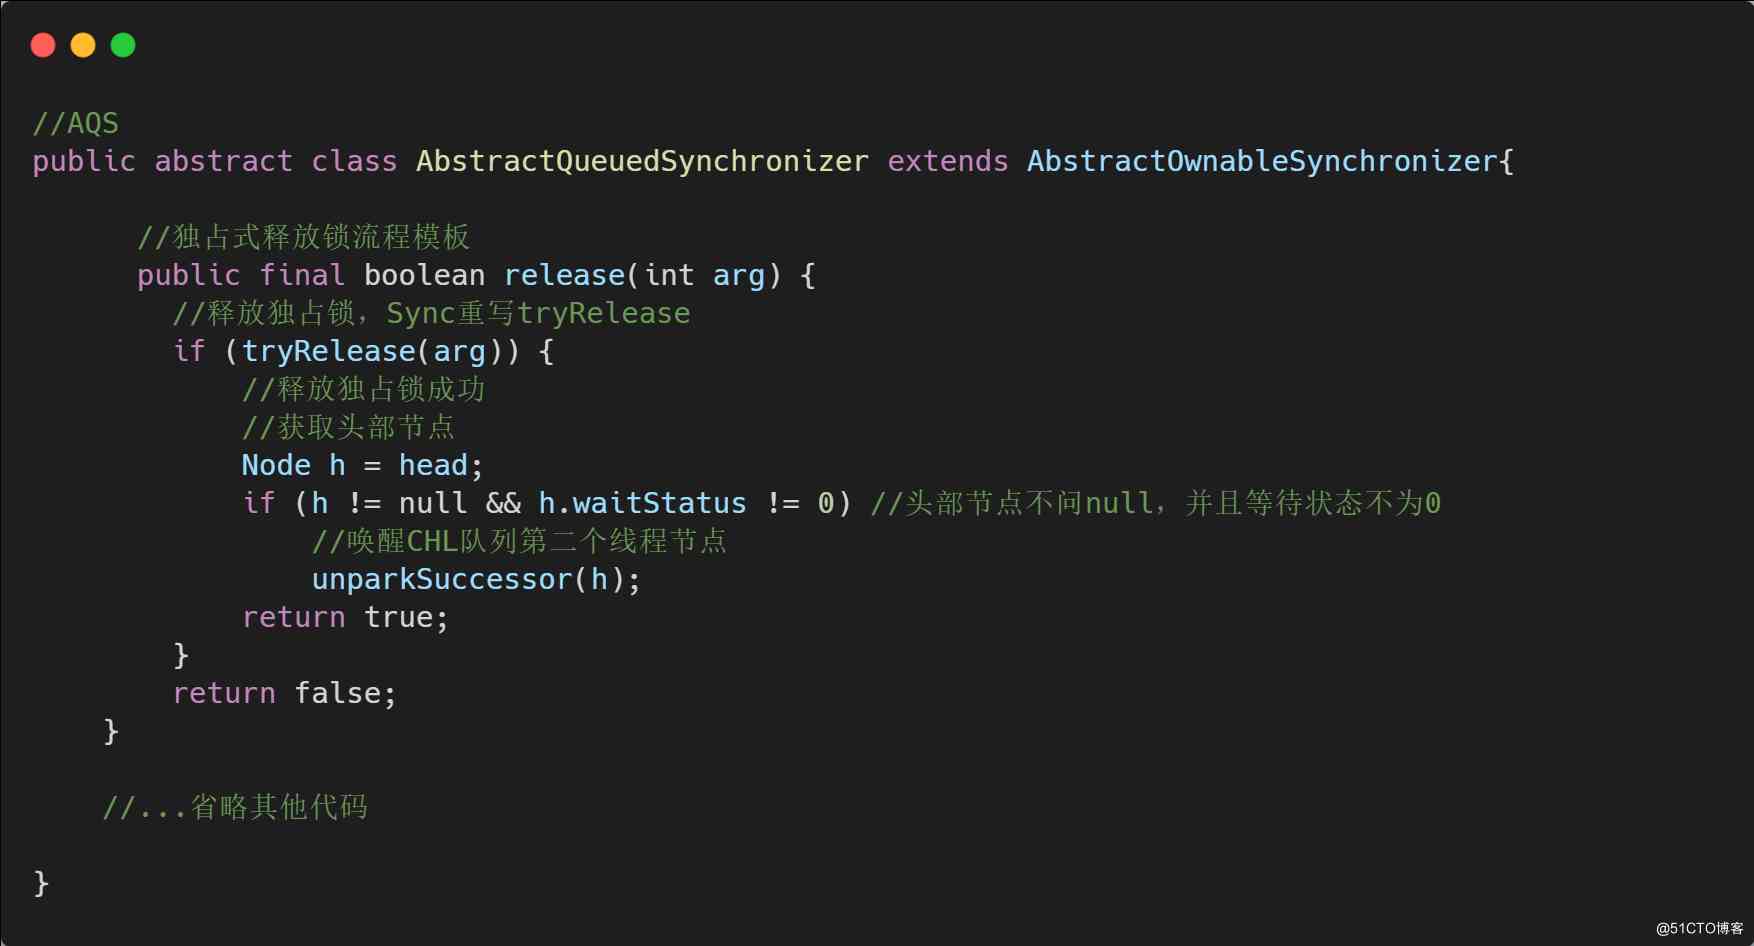 //AQS
public abstract class AbstractQueuedSynchronizer extends AbstractOwnableSynchronizer{
//独占式释放锁流程模板
public final boolean release(int arg) {
//释放独占锁，Sync重写tryRelease
if (tryRelease(arg)) {
//释放独占锁成功
//获取头部节点
Node h = head;
if (h != null && h.waitStatus != 0) //头部节点不问null，并且等待状态不为0
//唤醒CHL队列第二个线程节点
unparkSuccessor(h);
return true;
}
return false;
}
//...省略其他代码
}
@51CTO博客